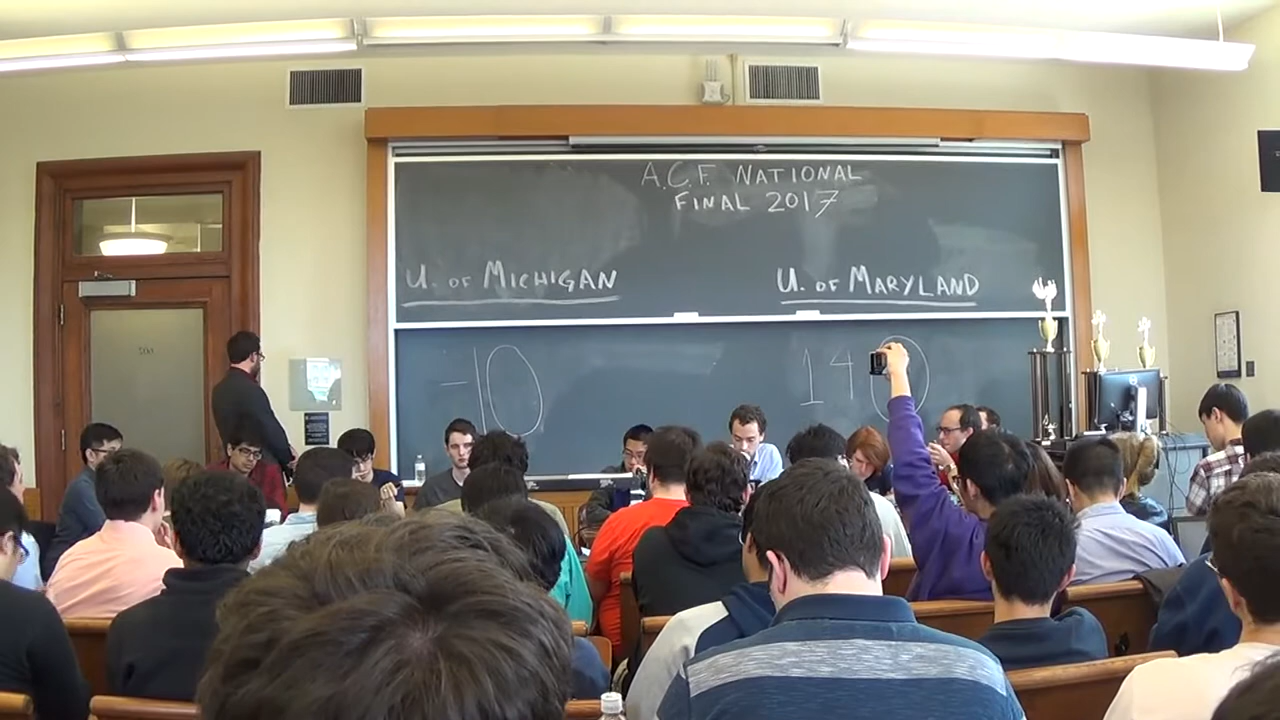 A.C.F. NATIONAL
FINAL 2017
U. OF MICHIGAN
U. OF MARYLAND
-10
140